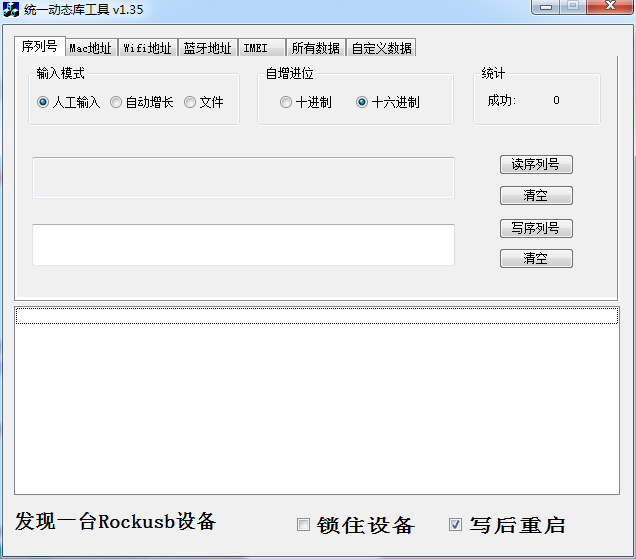 统一动态库工具 v1.35
序列号 Mac地址 Wifi地址 蓝牙地址 IMEI 所有数据 自定义数据
输入模式 自增进位 统计
人工输入 自动增长 文件 十进制 十六进制 成功: 0
读序列号
清空
写序列号
清空
发现一台Rockusb设备 锁住设备 写后重启